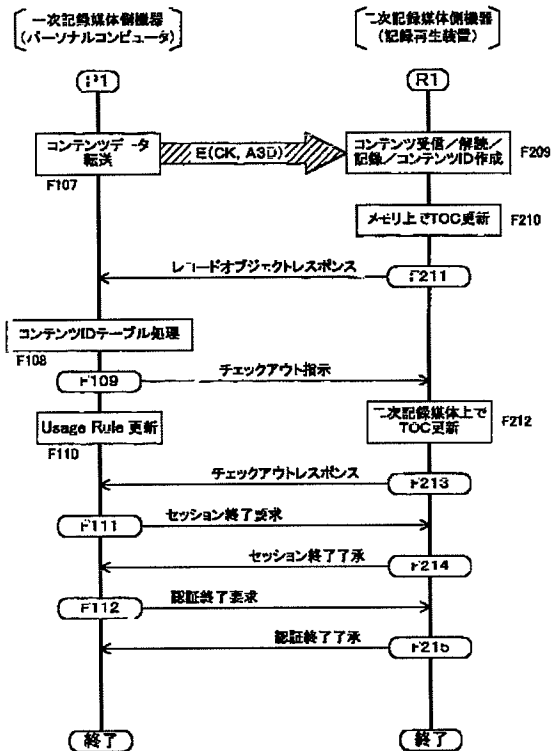 一次記録媒体側機器
(パーソナルコンピュータ)
二次記録媒体側機器
(記録再生装置)
P1
R1
コンテンツデータ
転送
F107
E(CK, A3D)
コンテンツ受信/解読/
記録/コンテンツID作成
F209
メモリ上でTOC更新
F210
レコードオブジェクトレスポンス
F211
コンテンツIDテーブル処理
F108
F109
チェックアウト指示
Usage Rule 更新
F110
二次記録媒体上で
TOC更新
F212
チェックアウトレスポンス
F213
F111
セッション終了要求
セッション終了了承
F214
F112
認証終了要求
認証終了了承
F215
終了
終了